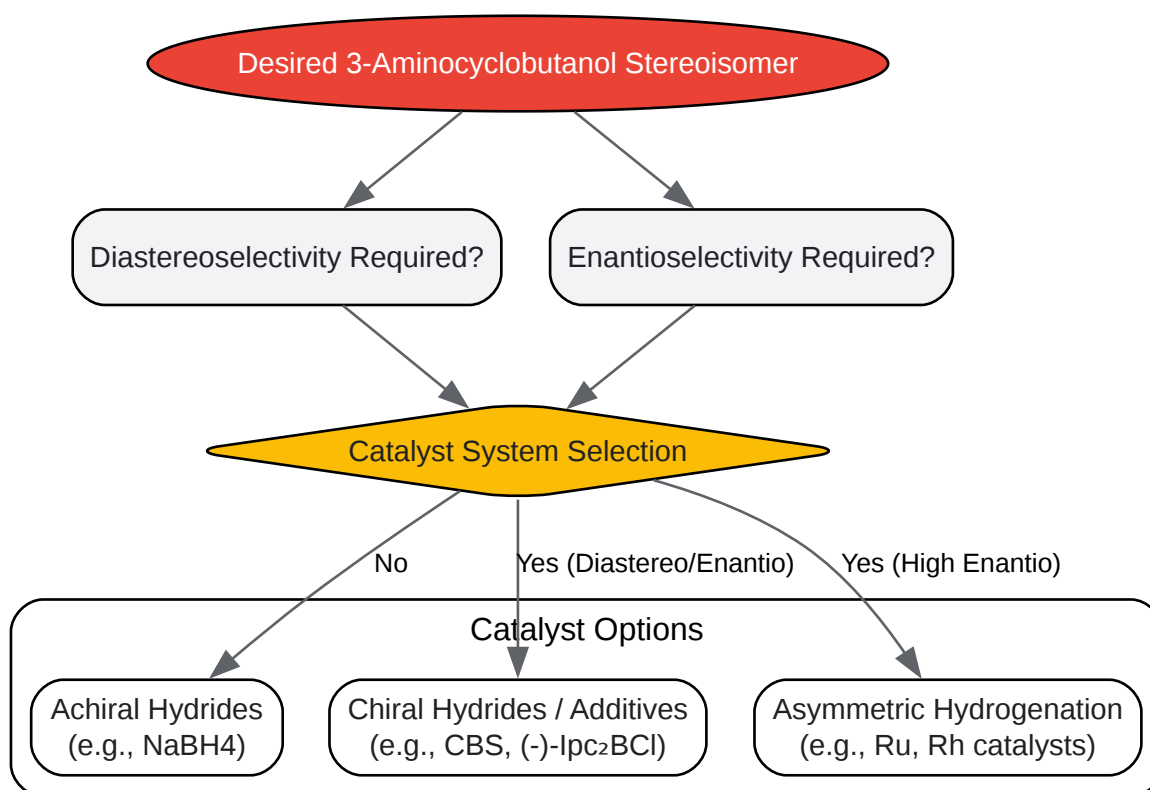 Desired 3-Aminocyclobutanol Stereoisomer
Diastereoselectivity Required?
Enantioselectivity Required?
Catalyst System Selection
No
Yes (Diastereo/Enantio)
Yes (High Enantio)
Catalyst Options
Achiral Hydrides
(e.g., NaBH4)
Chiral Hydrides / Additives
(e.g., CBS, (-)-Ipc₂BCl)
Asymmetric Hydrogenation
(e.g., Ru, Rh catalysts)